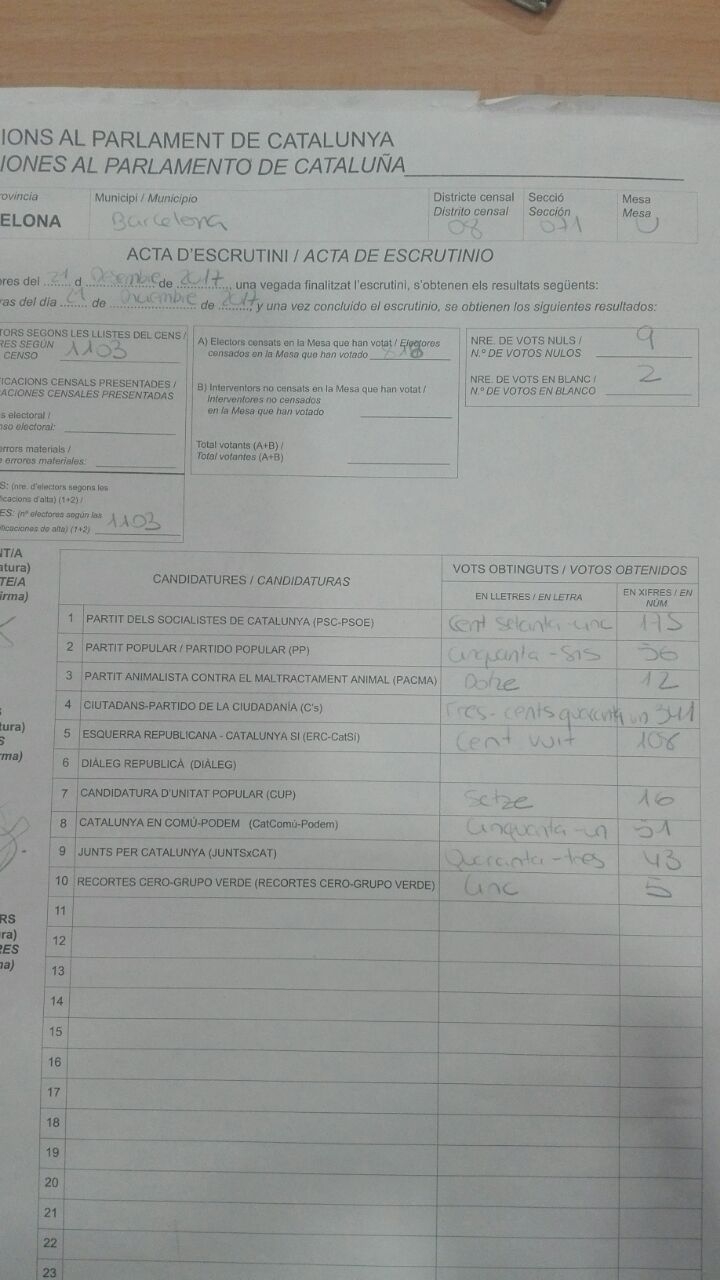 IONS AL PARLAMENT DE CATALUNYA
IONES AL PARLAMENTO DE CATALUÑA
rovincia
ELONA
Municipi / Municipio
Barcelona
Districte censal
Distrito censal
08
Secció
Sección
071
Mesa
Mesa
U
ACTA D'ESCRUTINI / ACTA DE ESCRUTINIO
ores del 21 d Desembre de 2017, una vegada finalitzat l'escrutini, s'obtenen els resultats següents:
ras del día 21 de Diciembre de 2017, y una vez concluido el escrutinio, se obtienen los siguientes resultados:
TORS SEGONS LES LLISTES DEL CENS /
RES SEGÚN
CENSO 1103
FICACIONS CENSALS PRESENTADES /
ACIONES CENSALES PRESENTADAS
s electoral /
nso electoral:
errors materials /
e errores materiales:
S: (nre. d'electors segons les
ificacions d'alta) (1+2) /
ES: (nº electores según las
ificaciones de alta) (1+2) 1103
A) Electors censats en la Mesa que han votat / Electores
censados en la Mesa que han votado 818
B) Interventors no censats en la Mesa que han votat /
Interventores no censados
en la Mesa que han votado
Total votants (A+B) /
Total votantes (A+B)
NRE. DE VOTS NULS /
N.º DE VOTOS NULOS 9
NRE. DE VOTS EN BLANC /
N.º DE VOTOS EN BLANCO 2
NT/A
atura)
TE/A
irma)
tura)
S
rma)
RS
ra)
RES
na)
CANDIDATURES / CANDIDATURAS
VOTS OBTINGUTS / VOTOS OBTENIDOS
EN LLETRES / EN LETRA
EN XIFRES / EN NÚM
1 PARTIT DELS SOCIALISTES DE CATALUNYA (PSC-PSOE) Cent setanta-cinc 175
2 PARTIT POPULAR / PARTIDO POPULAR (PP) cinquanta-sis 56
3 PARTIT ANIMALISTA CONTRA EL MALTRACTAMENT ANIMAL (PACMA) Dotze 12
4 CIUTADANS-PARTIDO DE LA CIUDADANÍA (C's) Tres-cents quaranta un 341
5 ESQUERRA REPUBLICANA - CATALUNYA SI (ERC-CatSí) Cent vuit 108
6 DIÀLEG REPUBLICÀ (DIÀLEG)
7 CANDIDATURA D'UNITAT POPULAR (CUP) Setze 16
8 CATALUNYA EN COMÚ-PODEM (CatComú-Podem) Cinquanta-un 51
9 JUNTS PER CATALUNYA (JUNTSxCAT) Quaranta-tres 43
10 RECORTES CERO-GRUPO VERDE (RECORTES CERO-GRUPO VERDE) Cinc 5
11
12
13
14
15
16
17
18
19
20
21
22
23